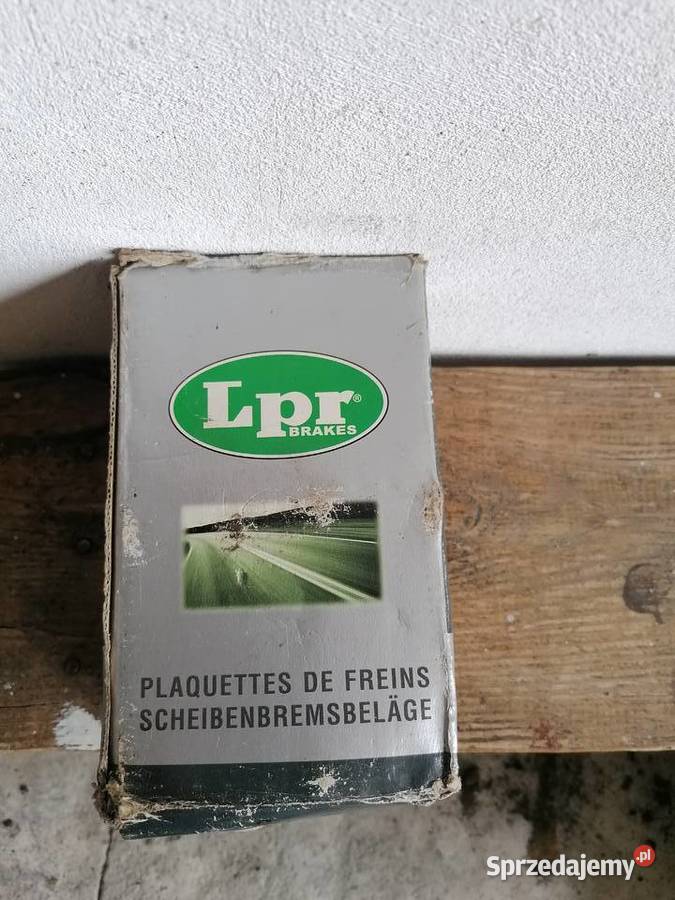 Lpr®
BRAKES
PLAQUETTES DE FREINS
SCHEIBENBREMSBELÄGE
Sprzedajemy.pl